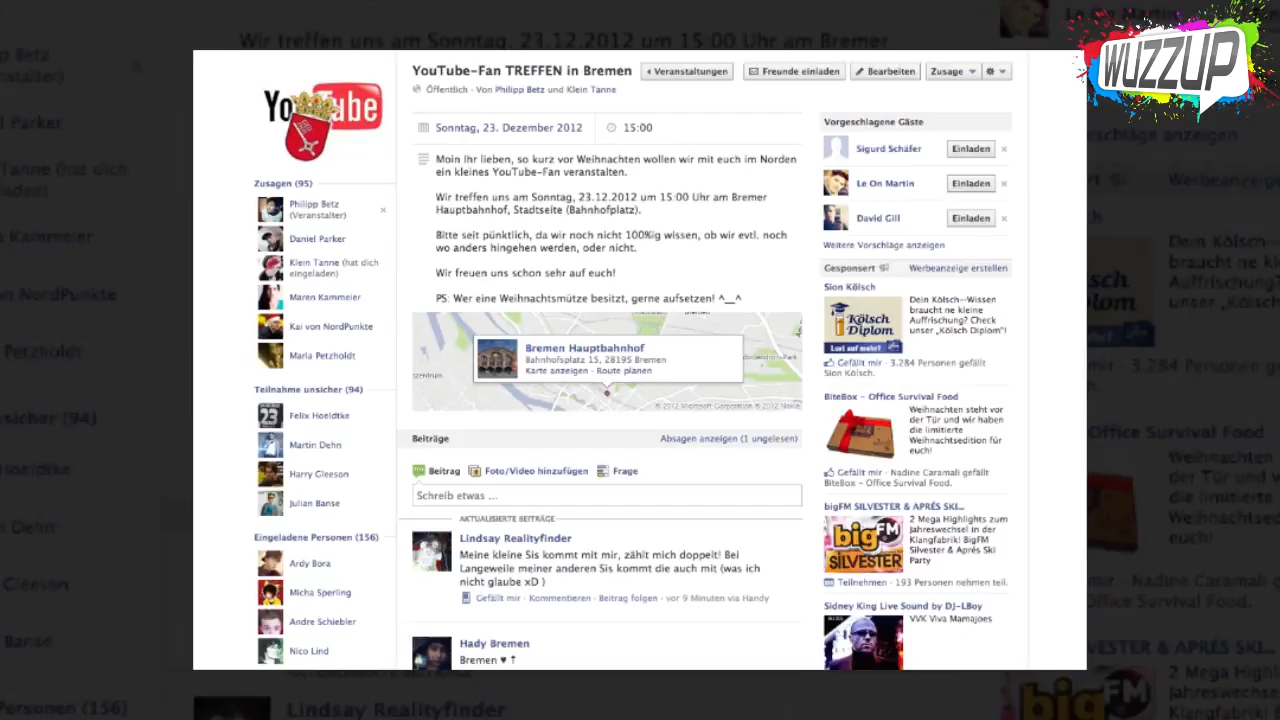 WUZZUP
YouTube
YouTube-Fan TREFFEN in Bremen
Veranstaltungen
Freunde einladen
Bearbeiten
Zusage
Öffentlich · Von Philipp Betz und Klein Tanne
Sonntag, 23. Dezember 2012
15:00
Moin Ihr lieben, so kurz vor Weihnachten wollen wir mit euch im Norden
ein kleines YouTube-Fan veranstalten.
Wir treffen uns am Sonntag, 23.12.2012 um 15:00 Uhr am Bremer
Hauptbahnhof, Stadtseite (Bahnhofplatz).
Bitte seit pünktlich, da wir noch nicht 100%ig wissen, ob wir evtl. noch
wo anders hingehen werden, oder nicht.
Wir freuen uns schon sehr auf euch!
PS: Wer eine Weihnachtsmütze besitzt, gerne aufsetzen! ^__^
Bremen Hauptbahnhof
Bahnhofsplatz 15, 28195 Bremen
Karte anzeigen · Route planen
© 2012 Microsoft Corporation © 2012 Nokia
Zusagen (95)
Philipp Betz
(Veranstalter)
Daniel Parker
Klein Tanne (hat dich
eingeladen)
Maren Kammeier
Kai von NordPunkte
Marla Petzholdt
Teilnahme unsicher (94)
Felix Hoeldtke
Martin Dehn
Harry Gleeson
Julian Banse
Eingeladene Personen (156)
Ardy Bora
Micha Sperling
Andre Schiebler
Nico Lind
Beiträge
Absagen anzeigen (1 ungelesen)
Beitrag
Foto/Video hinzufügen
Frage
Schreib etwas ...
AKTUALISIERTE BEITRÄGE
Lindsay Realityfinder
Meine kleine Sis kommt mit mir, zählt mich doppelt! Bei
Langeweile meiner anderen Sis kommt die auch mit (was ich
nicht glaube xD )
Gefällt mir · Kommentieren · Beitrag folgen · vor 9 Minuten via Handy
Hady Bremen
Bremen ♥ ↑
Vorgeschlagene Gäste
Sigurd Schäfer
Einladen
Le On Martin
Einladen
David Gill
Einladen
Weitere Vorschläge anzeigen
Gesponsert
Werbeanzeige erstellen
Sion Kölsch
Kölsch
Diplom
Lust auf mehr?
Dein Kölsch-Wissen
braucht ne kleine
Auffrischung? Check
unser „Kölsch Diplom“!
Gefällt mir · 3.284 Personen gefällt
Sion Kölsch.
BiteBox - Office Survival Food
Weihnachten steht vor
der Tür und wir haben
die limitierte
Weihnachtsedition für
euch!
Gefällt mir · Nadine Caramali gefällt
BiteBox - Office Survival Food.
bigFM SILVESTER & APRÉS SKI...
bigFM
SILVESTER
2 Mega Highlights zum
Jahreswechsel in der
Klangfabrik! BigFM
Silvester & Aprés Ski
Party
Teilnehmen · 193 Personen nehmen teil.
Sidney King Live Sound by DJ-LBoy
VVK Viva Mamajoes